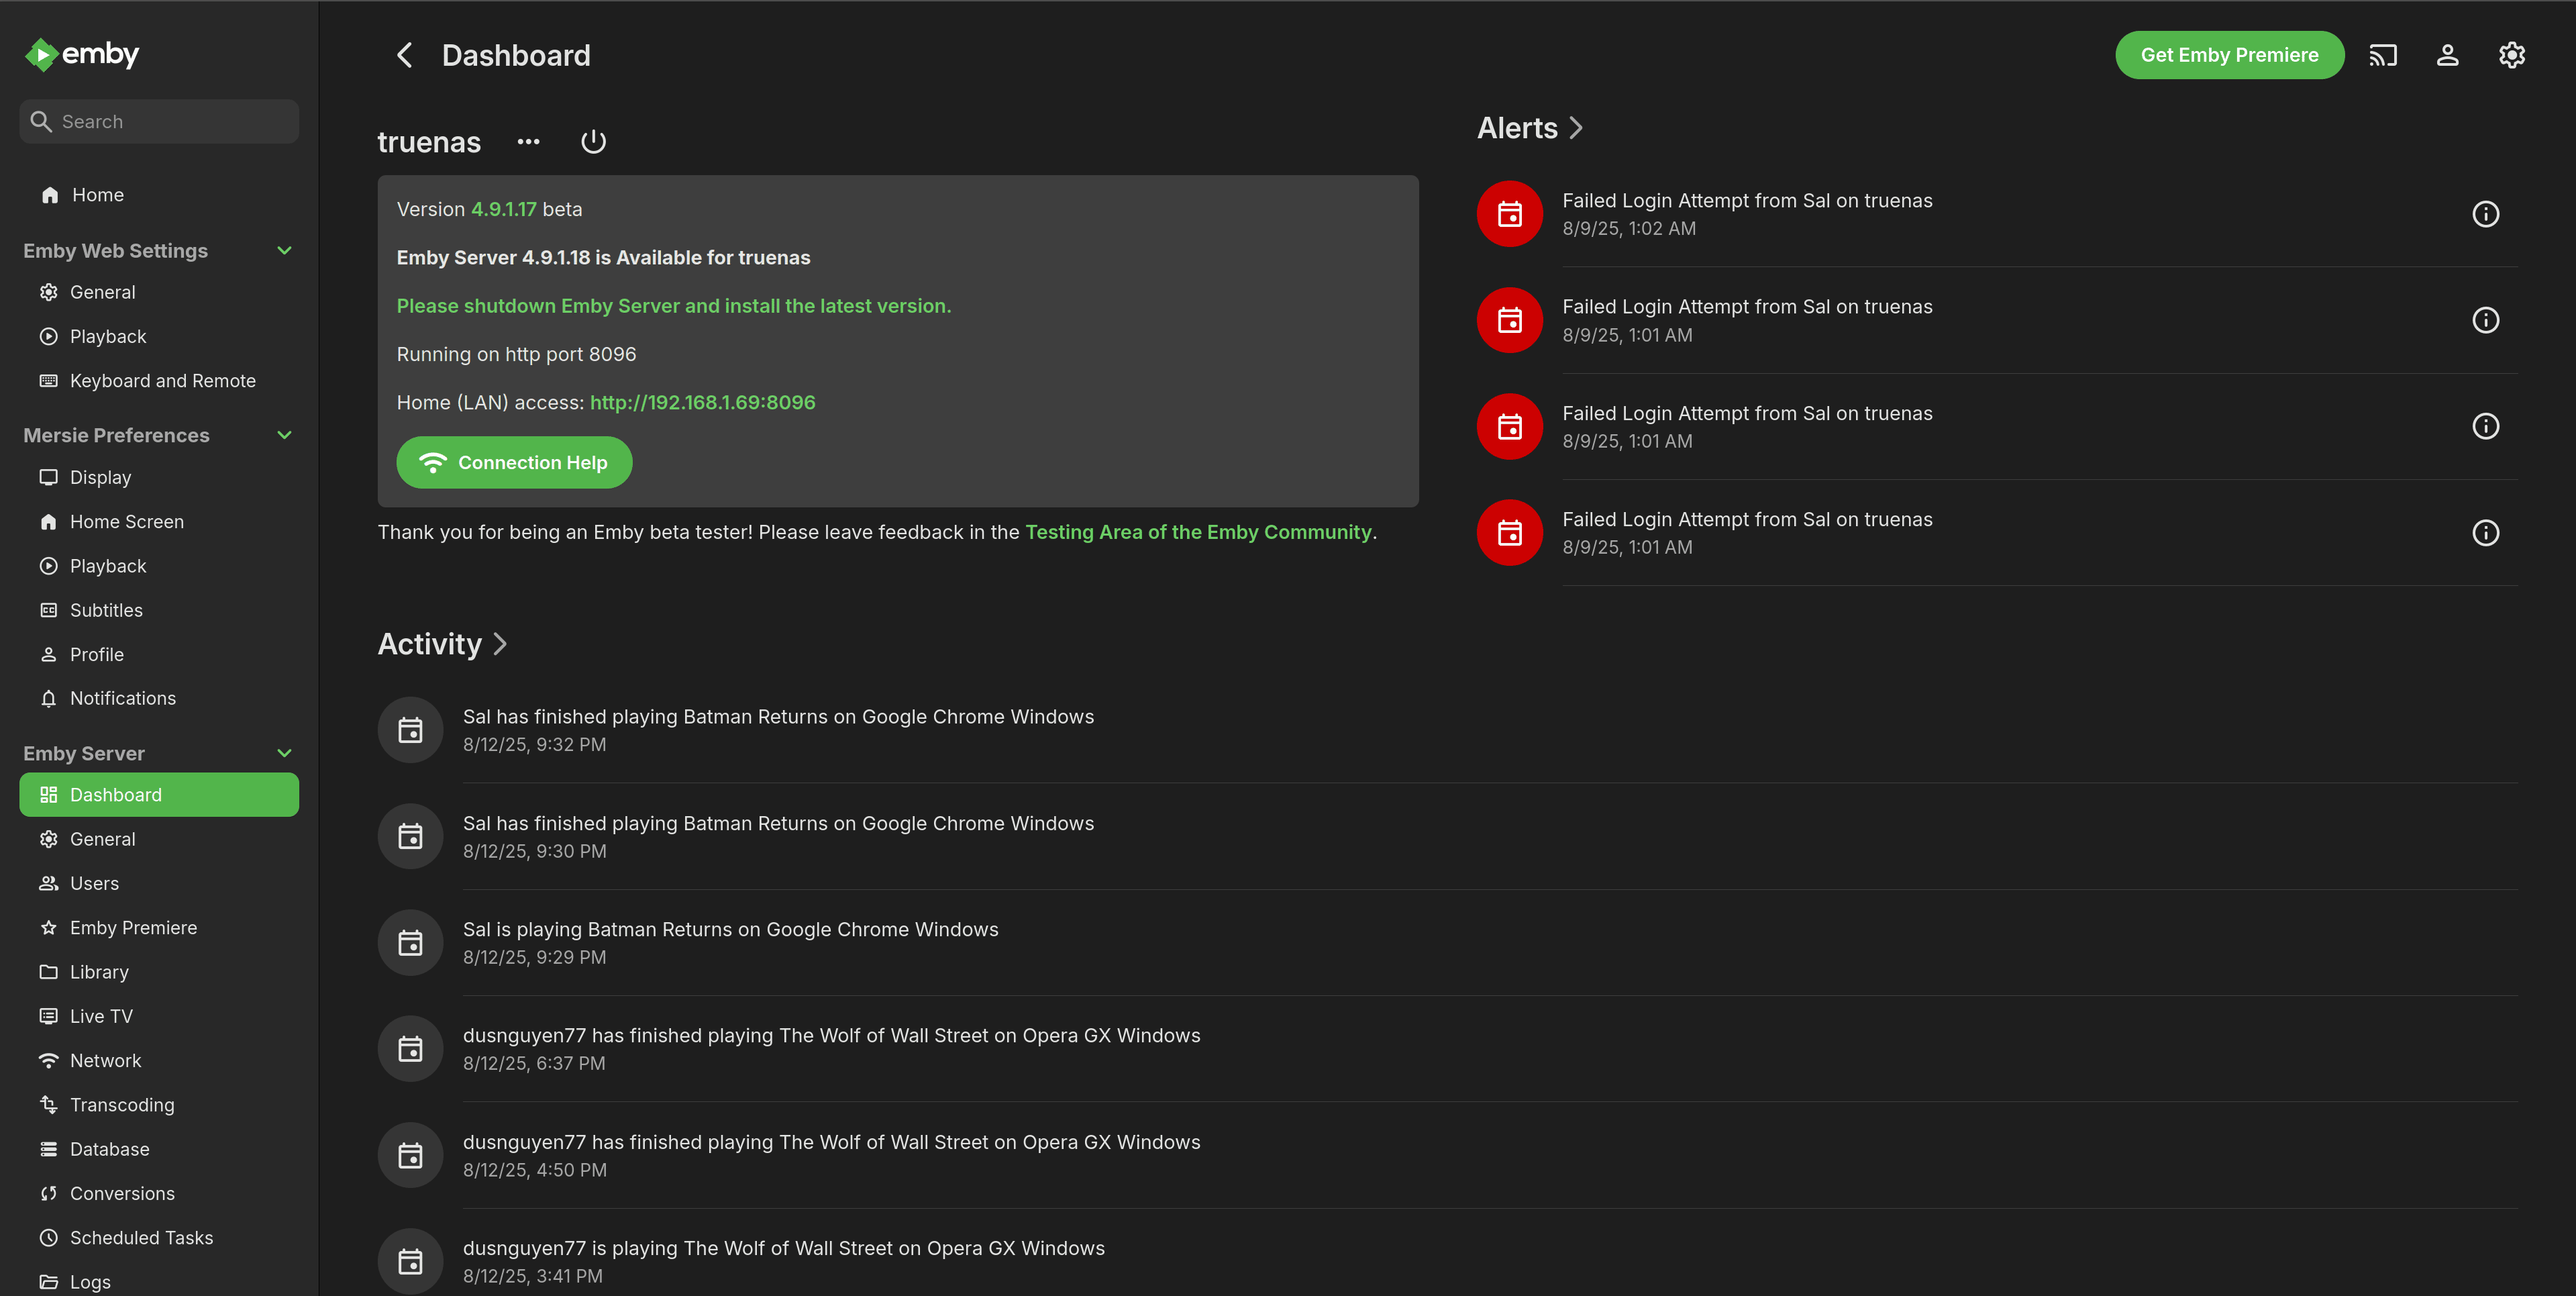 emby
Search
Home
Emby Web Settings
General
Playback
Keyboard and Remote
Mersie Preferences
Display
Home Screen
Playback
Subtitles
Profile
Notifications
Emby Server
Dashboard
General
Users
Emby Premiere
Library
Live TV
Network
Transcoding
Database
Conversions
Scheduled Tasks
Logs
Dashboard
Get Emby Premiere
truenas
Version 4.9.1.17 beta
Emby Server 4.9.1.18 is Available for truenas
Please shutdown Emby Server and install the latest version.
Running on http port 8096
Home (LAN) access: http://192.168.1.69:8096
Connection Help
Thank you for being an Emby beta tester! Please leave feedback in the Testing Area of the Emby Community.
Alerts
Failed Login Attempt from Sal on truenas
8/9/25, 1:02 AM
Failed Login Attempt from Sal on truenas
8/9/25, 1:01 AM
Failed Login Attempt from Sal on truenas
8/9/25, 1:01 AM
Failed Login Attempt from Sal on truenas
8/9/25, 1:01 AM
Activity
Sal has finished playing Batman Returns on Google Chrome Windows
8/12/25, 9:32 PM
Sal has finished playing Batman Returns on Google Chrome Windows
8/12/25, 9:30 PM
Sal is playing Batman Returns on Google Chrome Windows
8/12/25, 9:29 PM
dusnguyen77 has finished playing The Wolf of Wall Street on Opera GX Windows
8/12/25, 6:37 PM
dusnguyen77 has finished playing The Wolf of Wall Street on Opera GX Windows
8/12/25, 4:50 PM
dusnguyen77 is playing The Wolf of Wall Street on Opera GX Windows
8/12/25, 3:41 PM